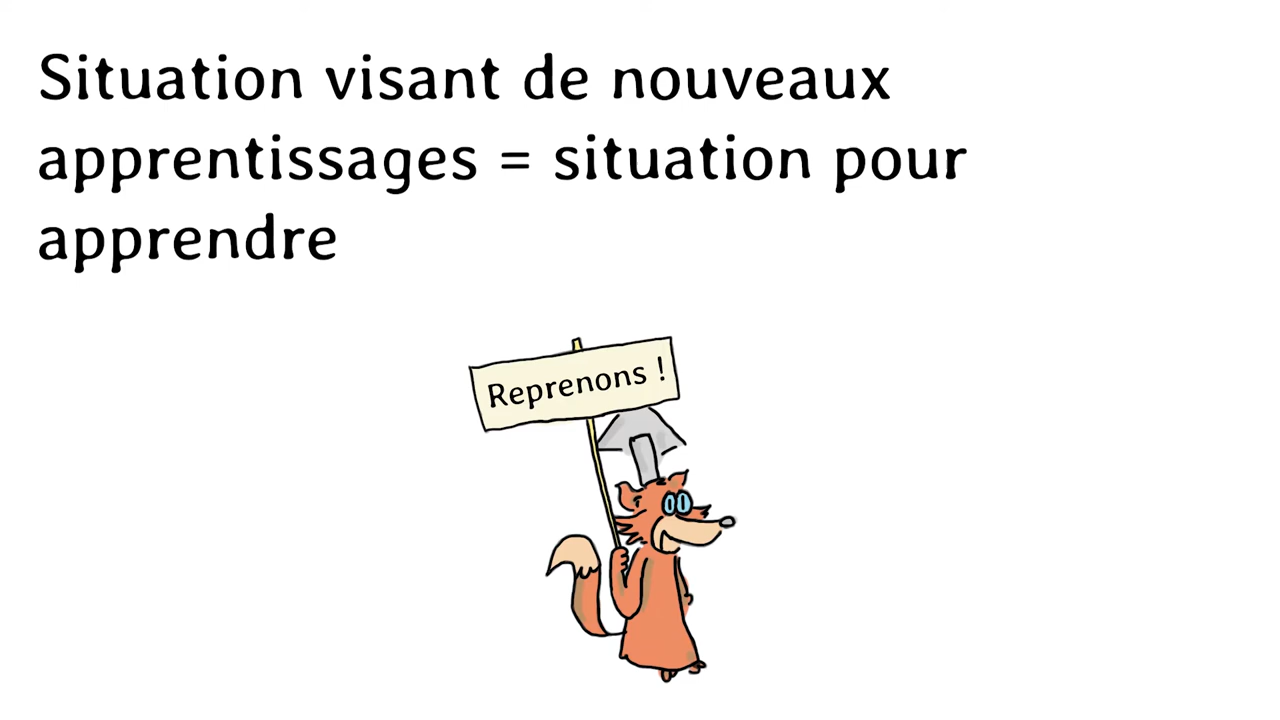 Situation visant de nouveaux
apprentissages = situation pour
apprendre
Reprenons !